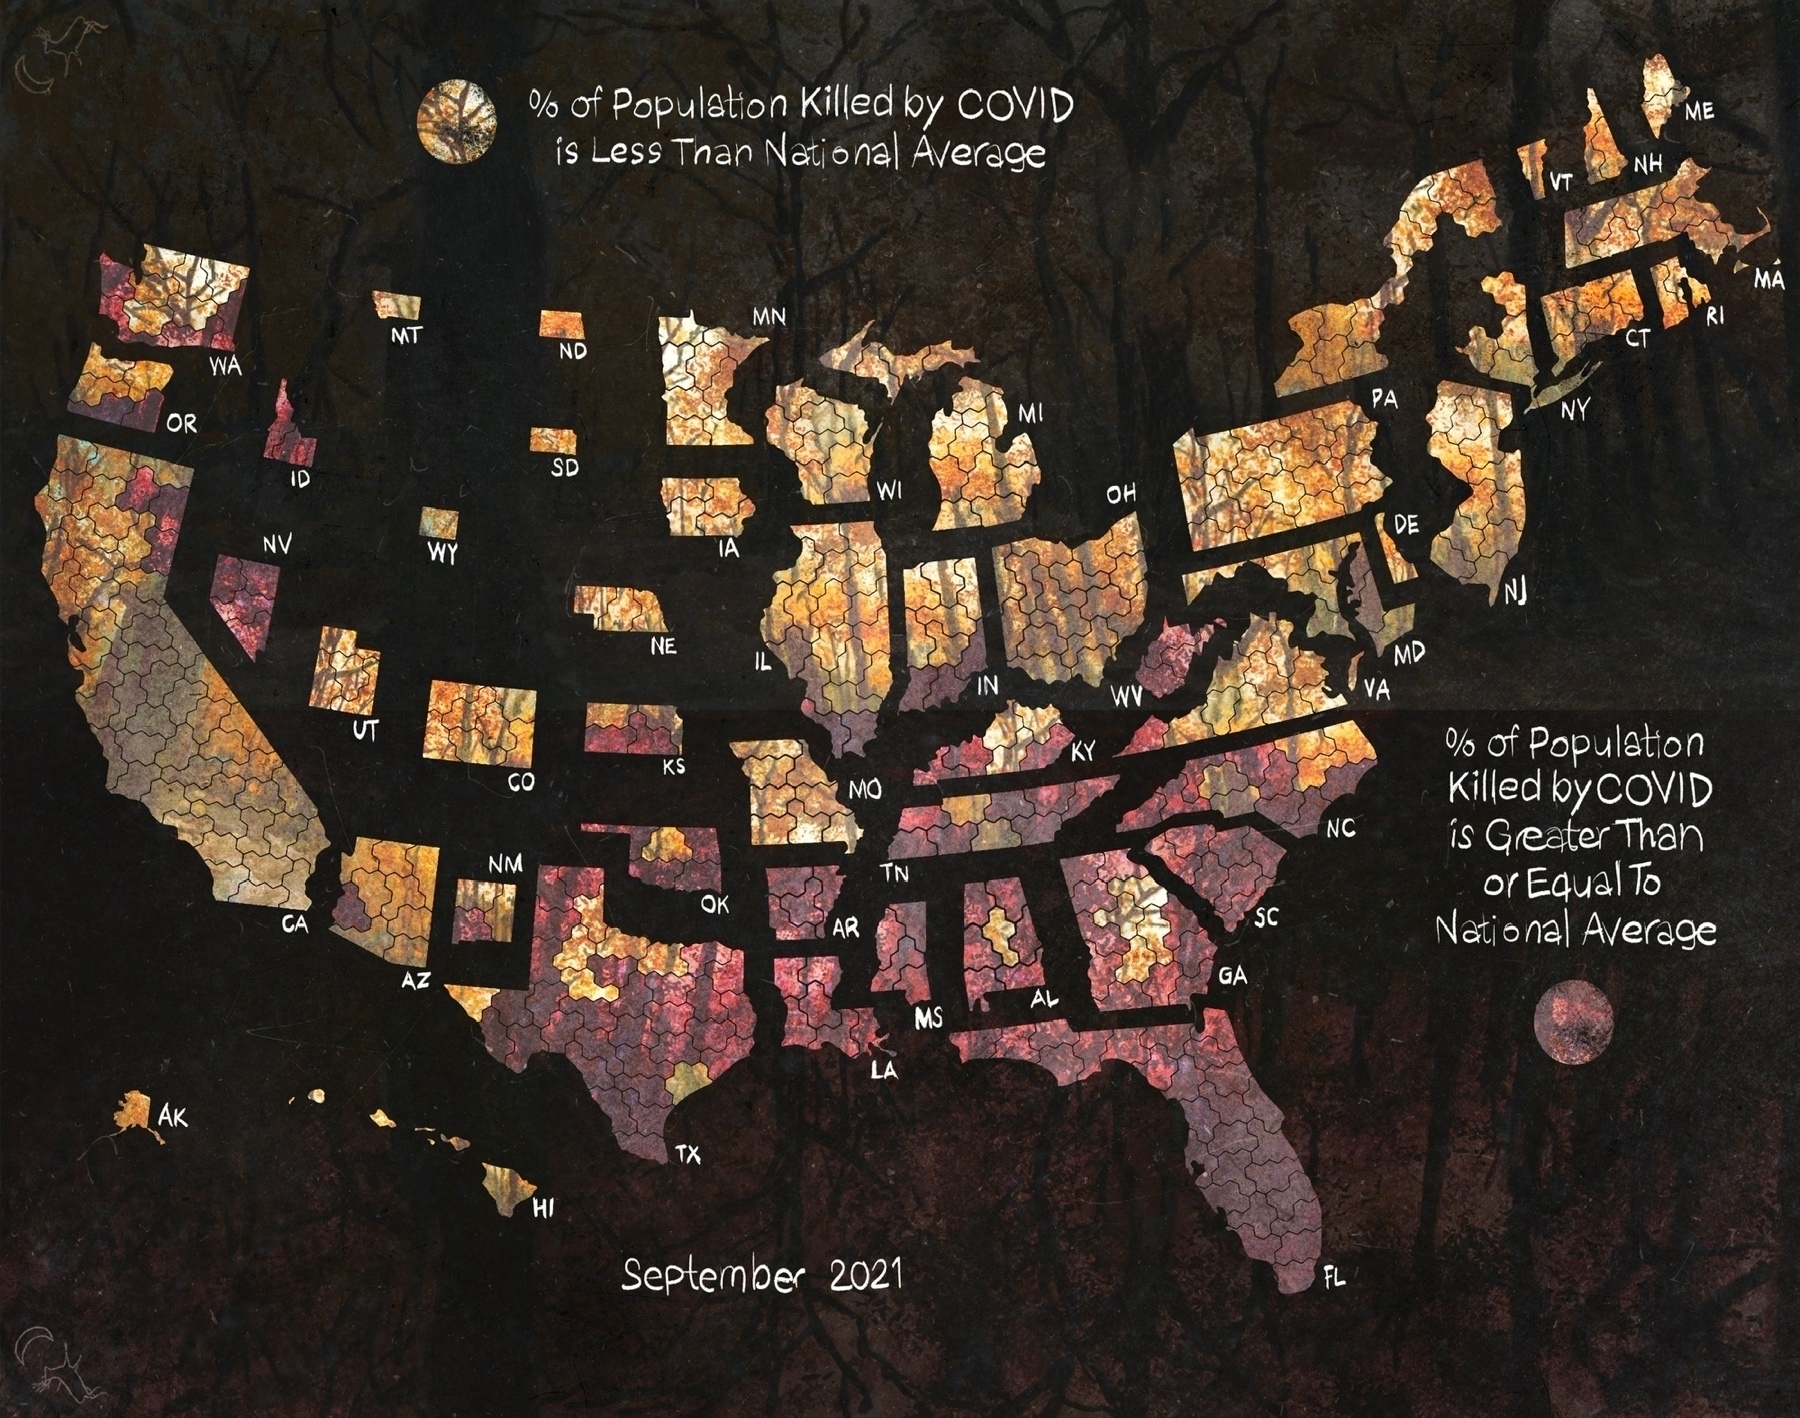 % of Population Killed by COVID
is Less Than National Average
ME
NH
VT
MA
RI
CT
NY
PA
WA
MT
ND
MN
MI
OR
ID
SD
WI
OH
NV
WY
IA
DE
NJ
NE
IL
IN
WV
MD
VA
UT
CO
KS
MO
KY
NC
% of Population
Killed by COVID
is Greater Than
or Equal To
National Average
CA
AZ
NM
OK
AR
TN
SC
GA
AL
MS
LA
TX
AK
HI
FL
September 2021